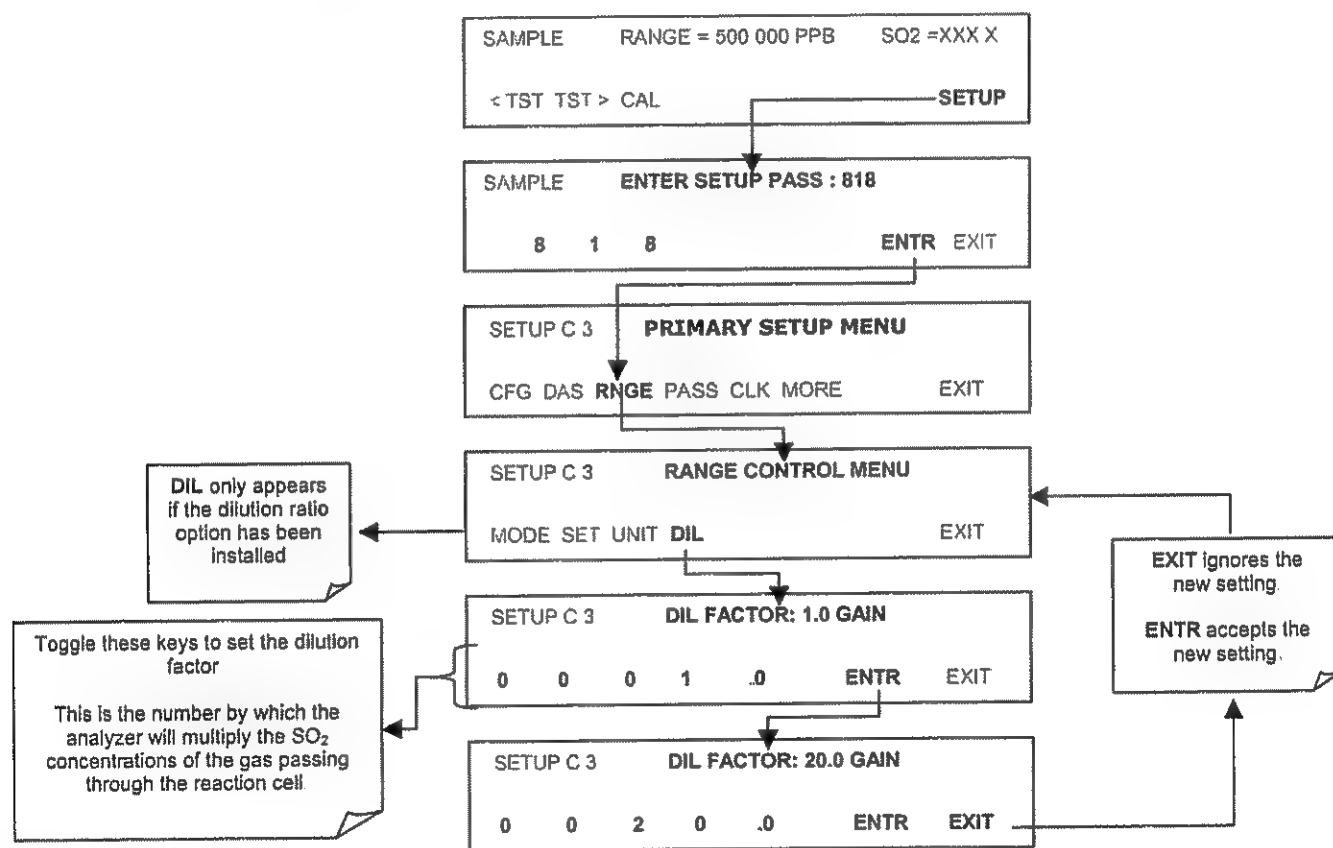 SAMPLE RANGE = 500 000 PPB SO2 =XXX X
< TST TST > CAL SETUP
SAMPLE ENTER SETUP PASS : 818
8 1 8 ENTR EXIT
SETUP C 3 PRIMARY SETUP MENU
CFG DAS RNGE PASS CLK MORE EXIT
SETUP C 3 RANGE CONTROL MENU
MODE SET UNIT DIL EXIT
DIL only appears
if the dilution ratio
option has been
installed
SETUP C 3 DIL FACTOR: 1.0 GAIN
0 0 0 1 .0 ENTR EXIT
Toggle these keys to set the dilution
factor
This is the number by which the
analyzer will multiply the SO2
concentrations of the gas passing
through the reaction cell
SETUP C 3 DIL FACTOR: 20.0 GAIN
0 0 2 0 .0 ENTR EXIT
EXIT ignores the
new setting.
ENTR accepts the
new setting.